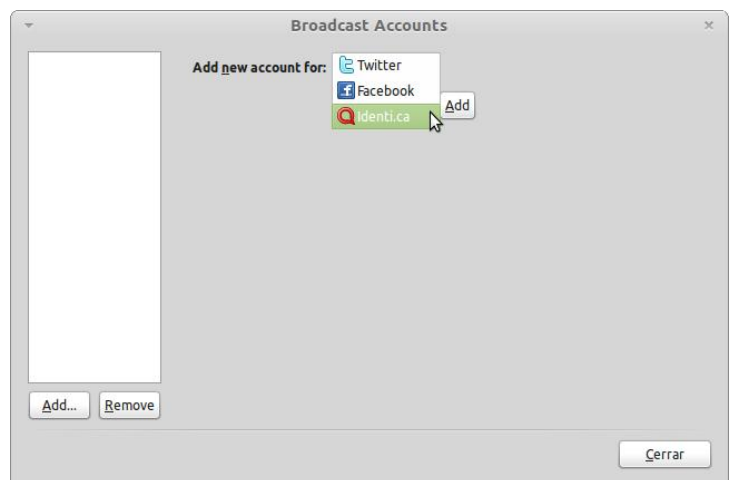 Broadcast Accounts
Add new account for:
Twitter
Facebook
Identi.ca
Add
Add...
Remove
Cerrar